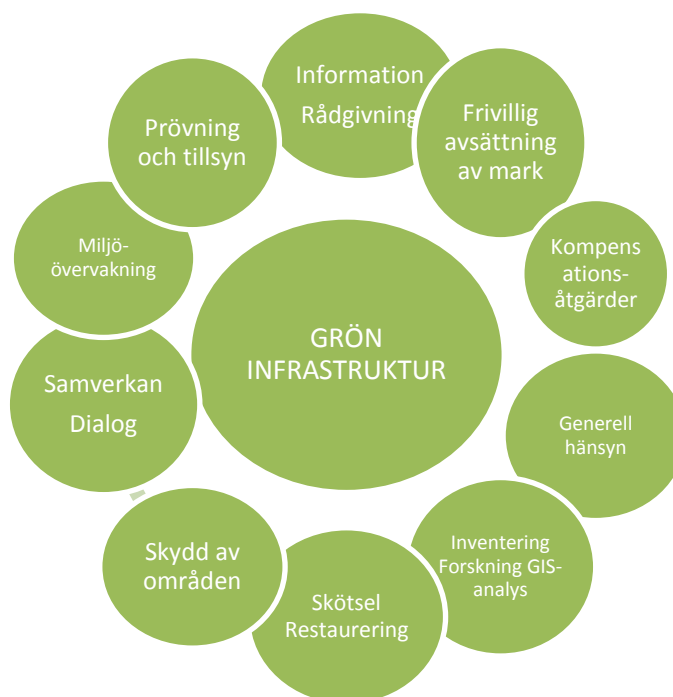 Information
Rådgivning
Frivillig
avsättning
av mark
Kompens
ations-
åtgärder
Generell
hänsyn
Inventering
Forskning GIS-
analys
Skötsel
Restaurering
Skydd av
områden
Samverkan
Dialog
Miljö-
övervakning
Prövning
och tillsyn
GRÖN
INFRASTRUKTUR